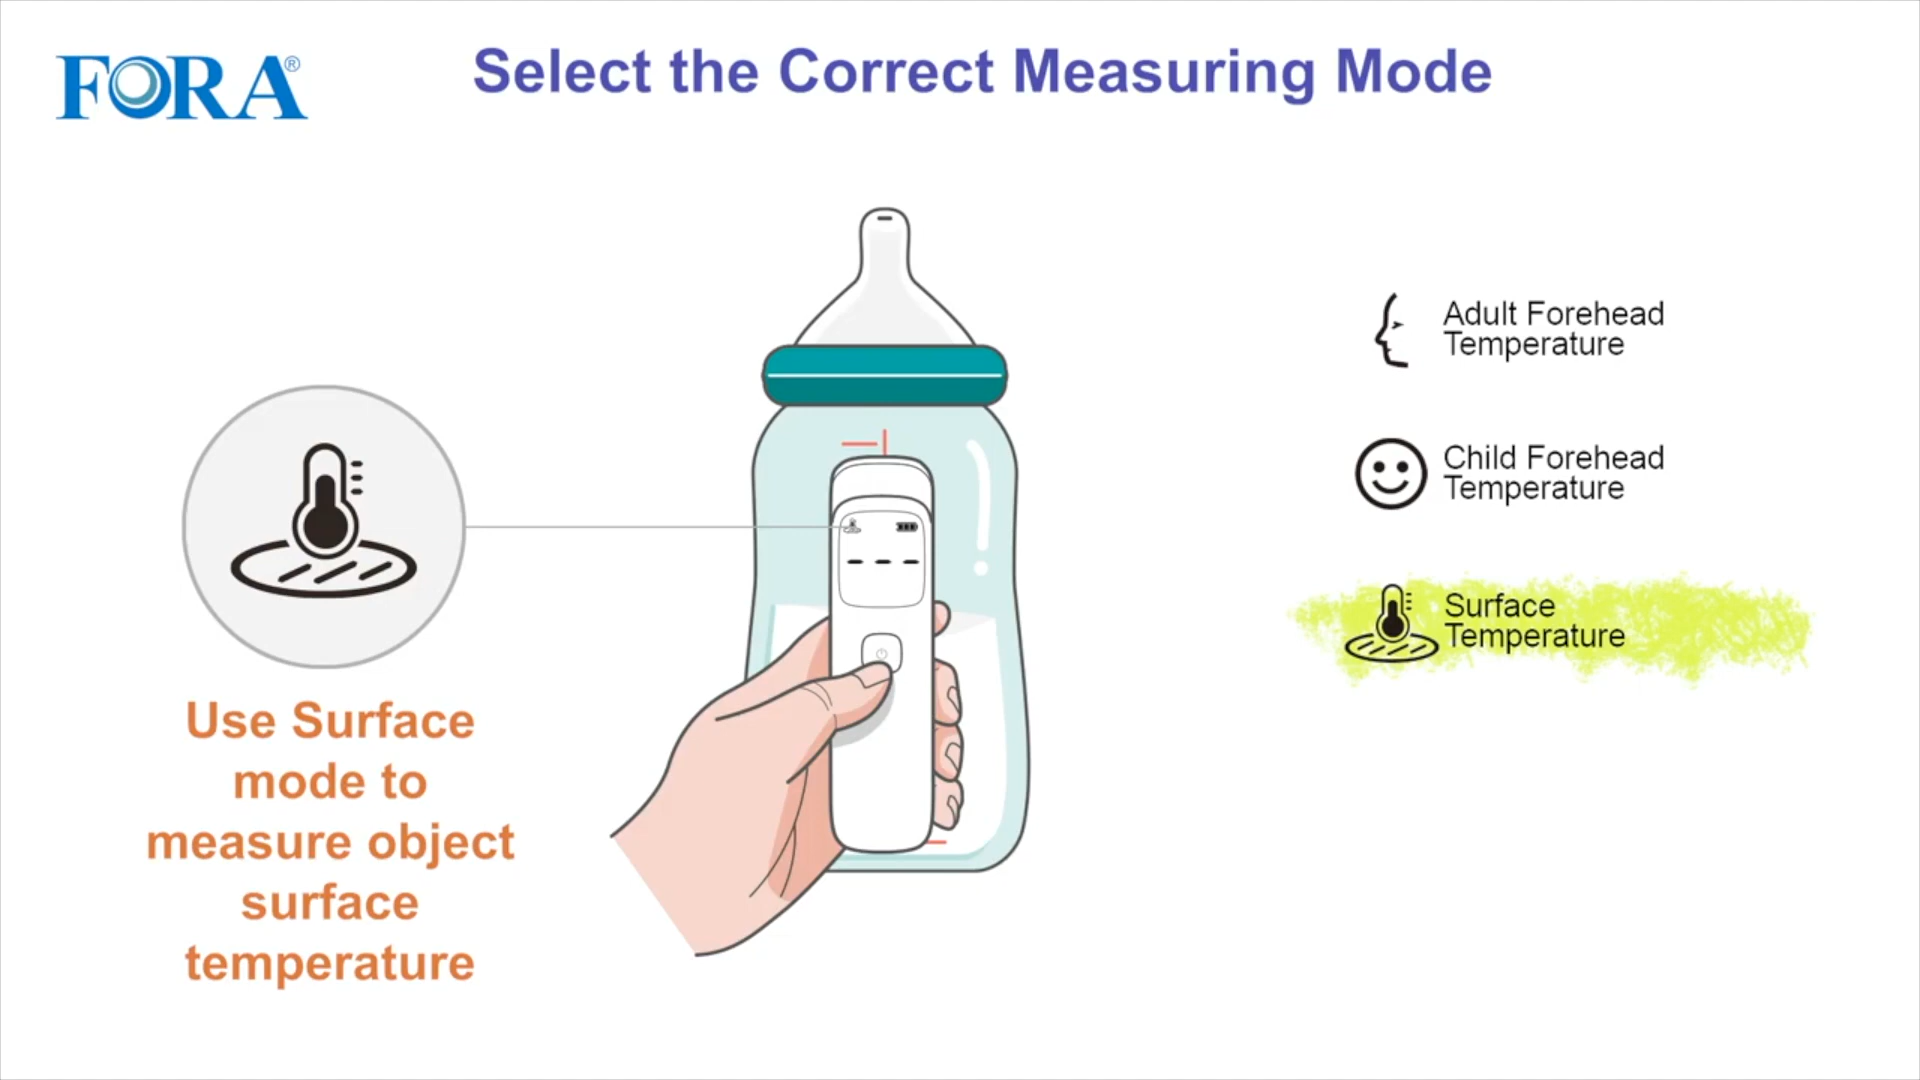 FORA®
Select the Correct Measuring Mode
Adult Forehead
Temperature
Child Forehead
Temperature
Surface
Temperature
Use Surface
mode to
measure object
surface
temperature